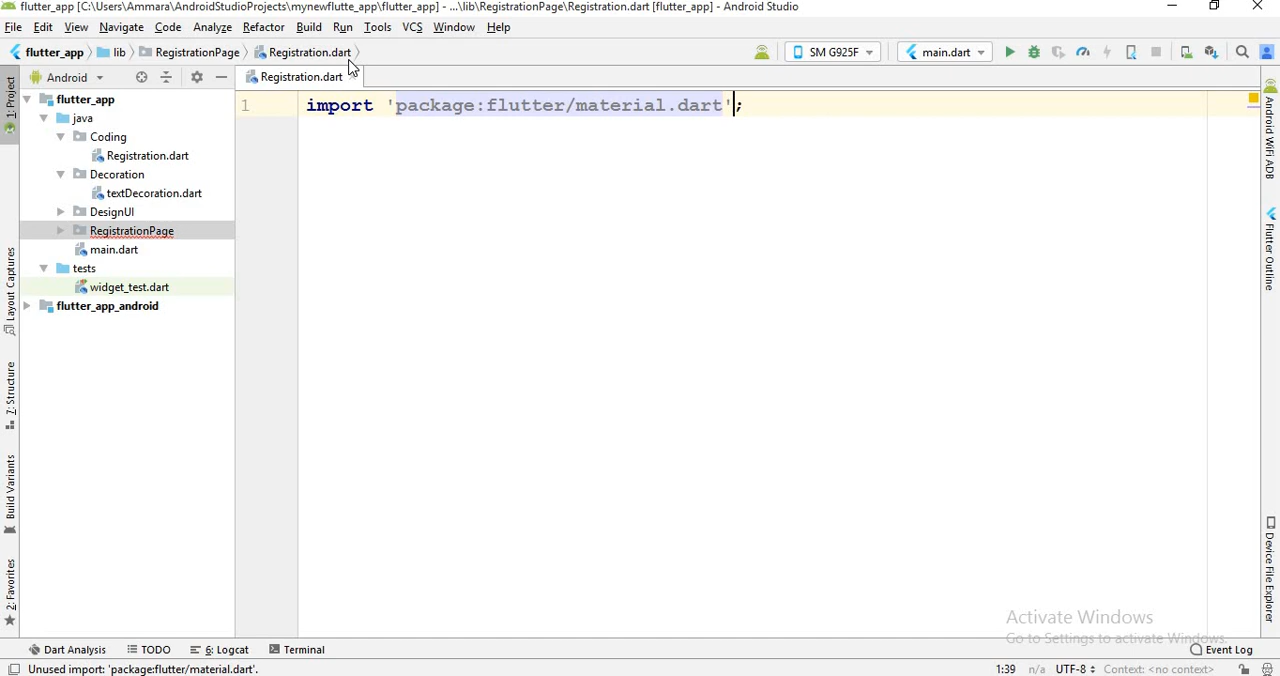 flutter_app [C:\Users\Ammara\AndroidStudioProjects\mynewflutte_app\flutter_app] - ...\lib\RegistrationPage\Registration.dart [flutter_app] - Android Studio
File Edit View Navigate Code Analyze Refactor Build Run Tools VCS Window Help
flutter_app lib RegistrationPage Registration.dart SM G925F main.dart
1: Project
Android
Registration.dart
flutter_app
java
Coding
Registration.dart
Decoration
textDecoration.dart
DesignUI
RegistrationPage
main.dart
tests
widget_test.dart
flutter_app_android
1 import 'package:flutter/material.dart';
Layout Captures
7: Structure
Build Variants
2: Favorites
Android WiFi ADB
Flutter Outline
Device File Explorer
Activate Windows
Go to Settings to activate Windows.
Dart Analysis TODO 6: Logcat Terminal Event Log
Unused import: 'package:flutter/material.dart'. 1:39 n/a UTF-8 Context: <no context>